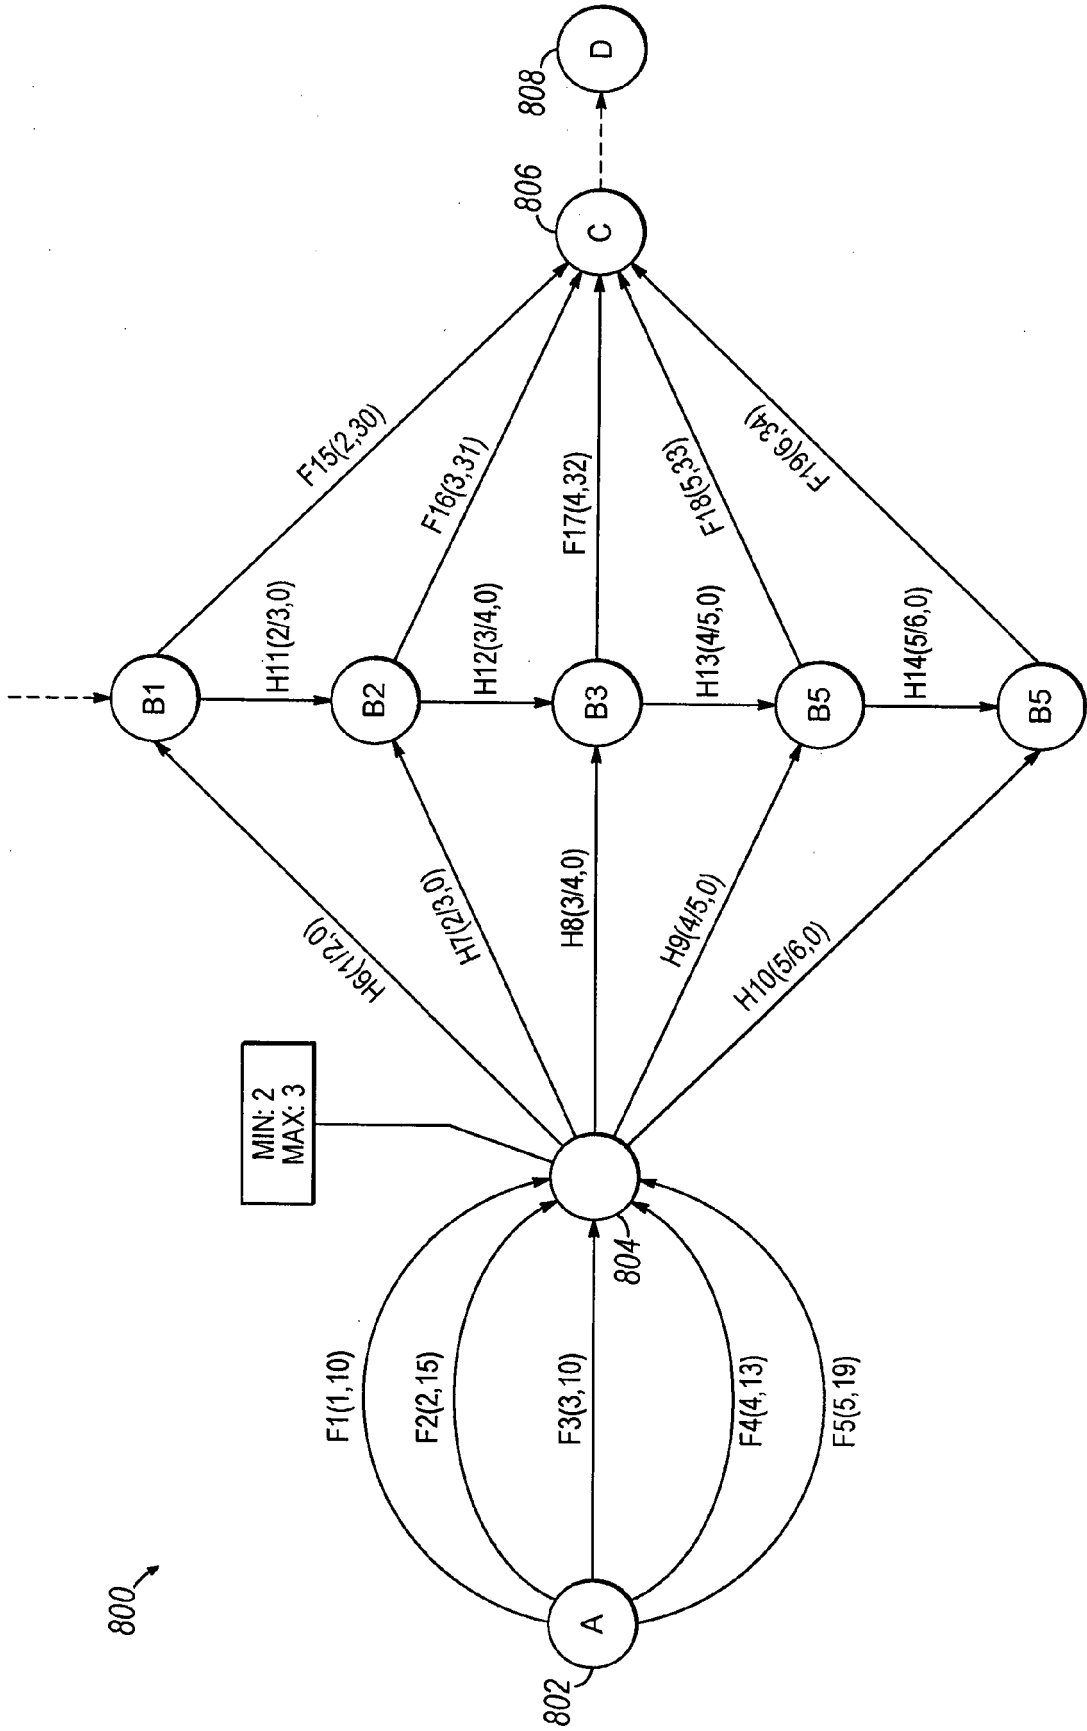 800
802
A
F1(1,10)
F2(2,15)
F3(3,10)
F4(4,13)
F5(5,19)
804
MIN: 2
MAX: 3
H6(1/2,0)
H7(2/3,0)
H8(3/4,0)
H9(4/5,0)
H10(5/6,0)
B1
H11(2/3,0)
B2
H12(3/4,0)
B3
H13(4/5,0)
B5
H14(5/6,0)
B5
F15(2,30)
F16(3,31)
F17(4,32)
F18(5,33)
F19(6,34)
806
C
808
D